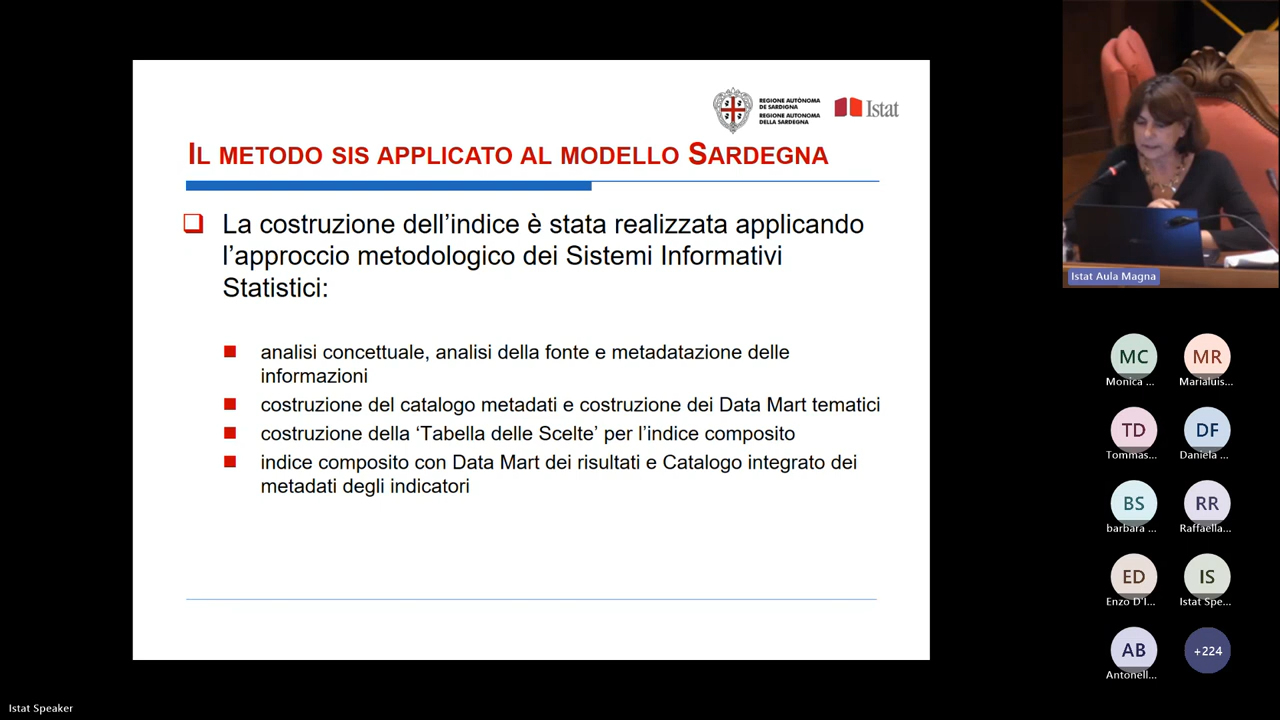 REGIONE AUTÒNOMA
DE SARDIGNA
REGIONE AUTONOMA
DELLA SARDEGNA
Istat
IL METODO SIS APPLICATO AL MODELLO SARDEGNA
La costruzione dell’indice è stata realizzata applicando
l’approccio metodologico dei Sistemi Informativi
Statistici:
analisi concettuale, analisi della fonte e metadatazione delle
informazioni
costruzione del catalogo metadati e costruzione dei Data Mart tematici
costruzione della ‘Tabella delle Scelte’ per l’indice composito
indice composito con Data Mart dei risultati e Catalogo integrato dei
metadati degli indicatori
Istat Aula Magna
MC MR
Monica ... Marialuis...
TD DF
Tommas... Daniela ...
BS RR
barbara ... Raffaella...
ED IS
Enzo D'I... Istat Spe...
AB +224
Antonell...
Istat Speaker